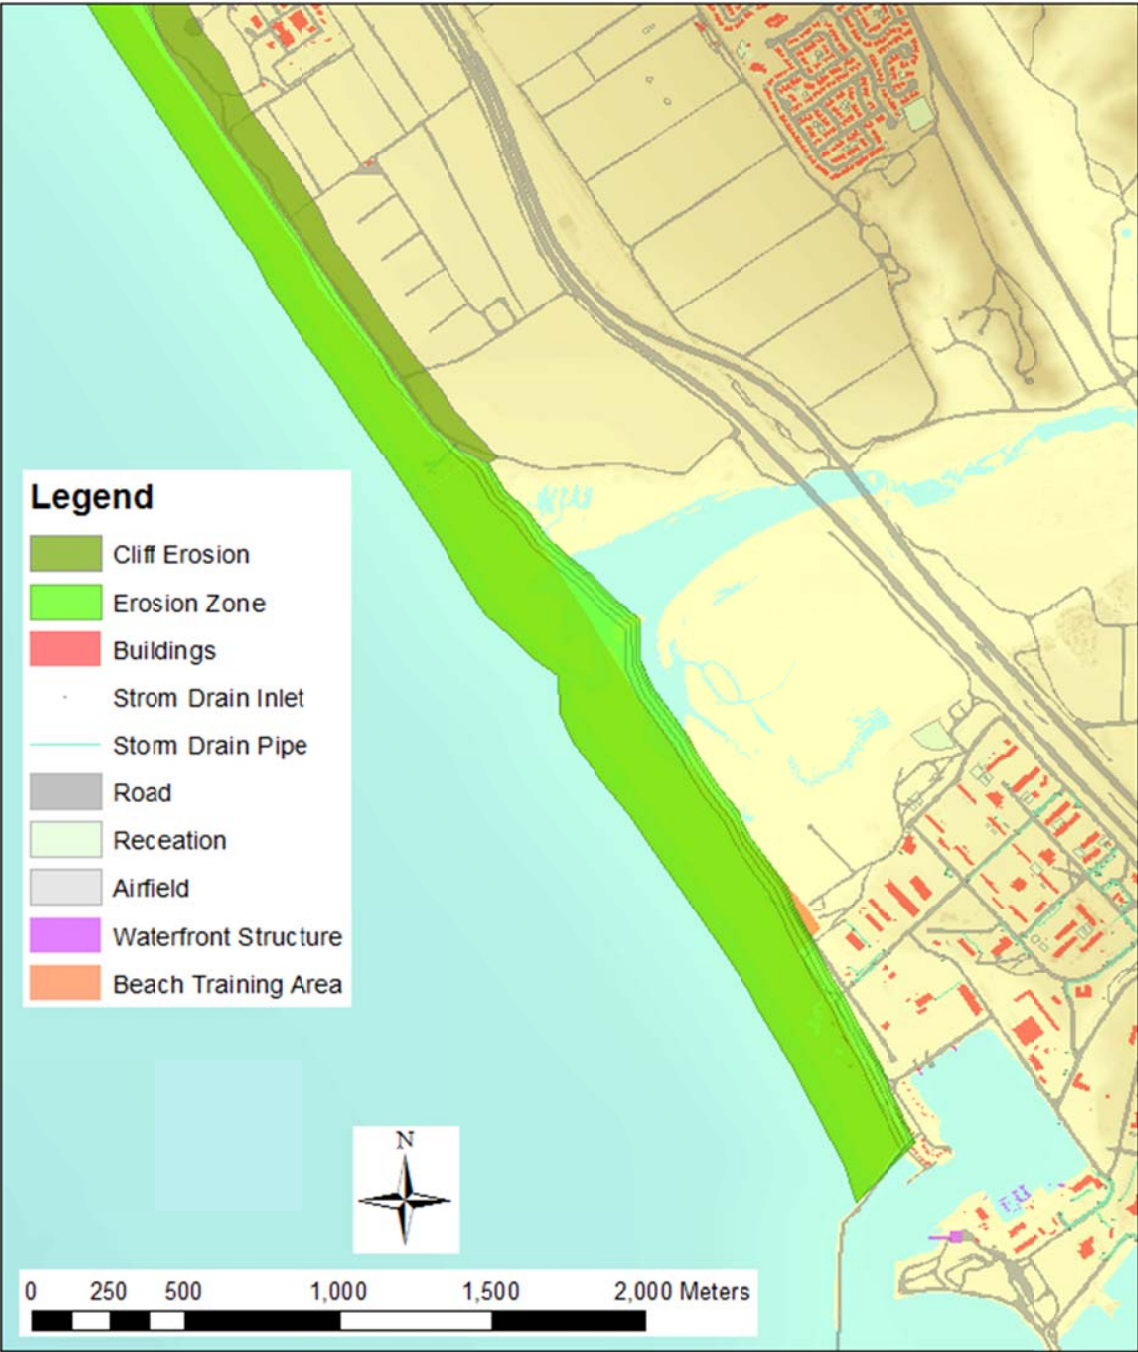 Legend
Cliff Erosion
Erosion Zone
Buildings
Strom Drain Inlet
Storm Drain Pipe
Road
Receation
Airfield
Waterfront Structure
Beach Training Area
N
0 250 500 1,000 1,500 2,000 Meters